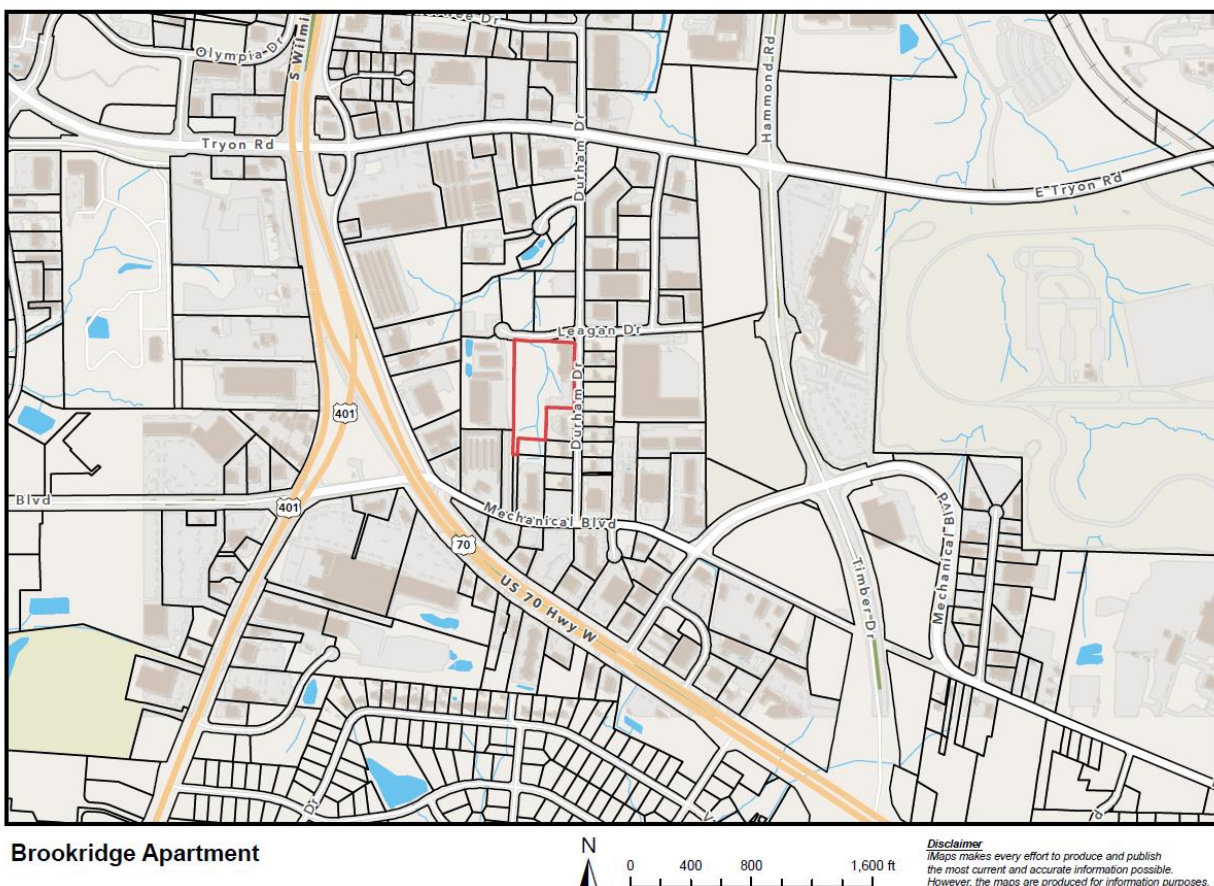 Olympia Dr
S Wilmi
Hammond Rd
Tryon Rd
Durham Dr
E Tryon Rd
Leagan Dr
Durham Dr
401
Blvd
401
Mechanical Blvd
70
US 70 Hwy W
Timber Dr
Mechanical Blvd
Dr
Brookridge Apartment
N
0 400 800 1,600 ft
Disclaimer
iMaps makes every effort to produce and publish
the most current and accurate information possible.
However, the maps are produced for information purposes,